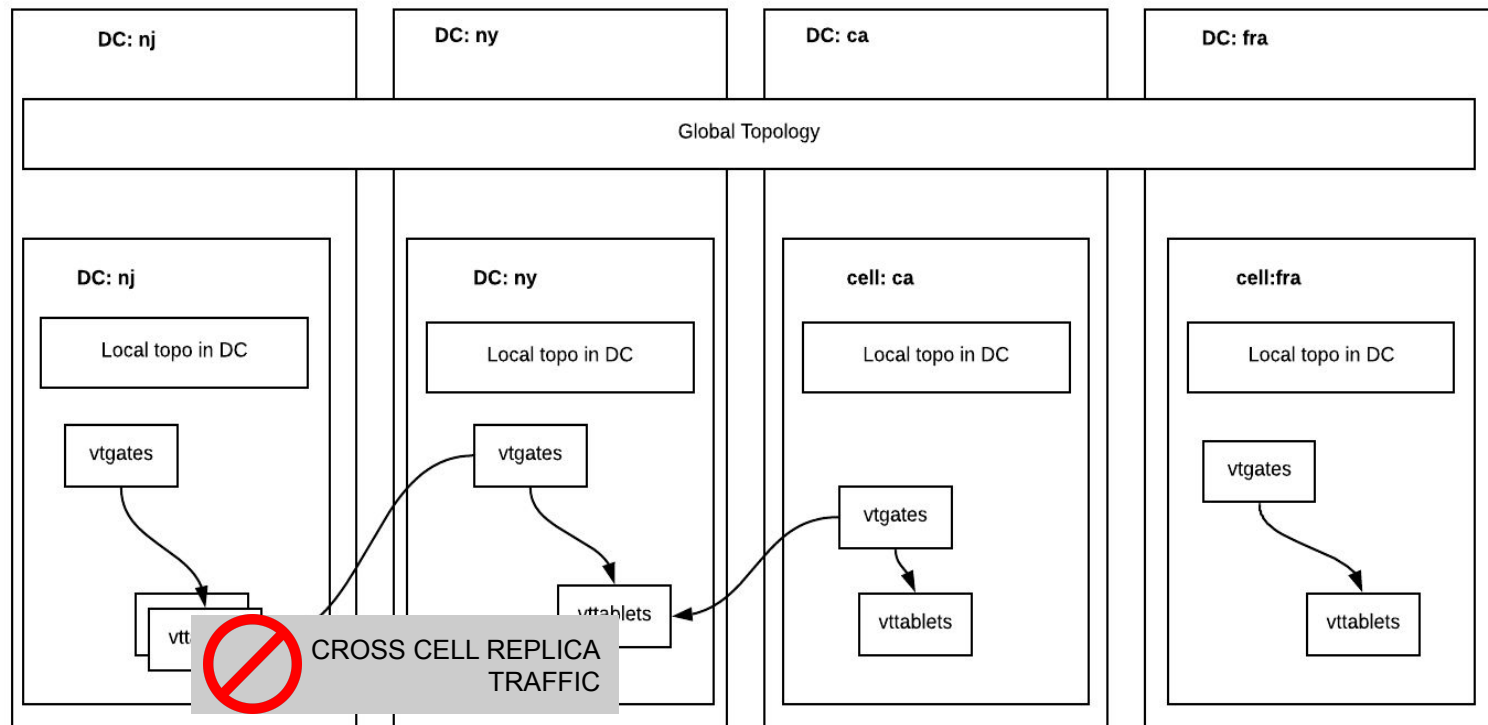 DC: nj
DC: ny
DC: ca
DC: fra
Global Topology
DC: nj
DC: ny
cell: ca
cell:fra
Local topo in DC
Local topo in DC
Local topo in DC
Local topo in DC
vtgates
vtgates
vtgates
vtgates
vttablets
vttablets
vttablets
CROSS CELL REPLICA
TRAFFIC